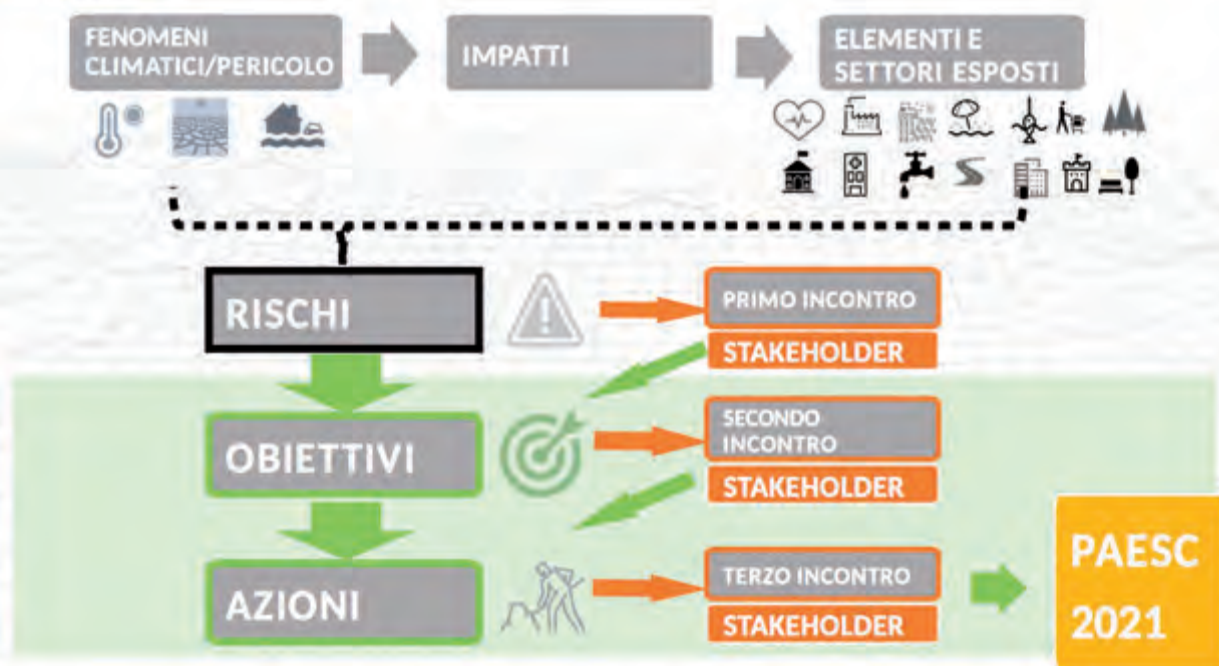 FENOMENI
CLIMATICI/PERICOLO
IMPATTI
ELEMENTI E
SETTORI ESPOSTI
RISCHI
PRIMO INCONTRO
STAKEHOLDER
OBIETTIVI
SECONDO
INCONTRO
STAKEHOLDER
AZIONI
TERZO INCONTRO
STAKEHOLDER
PAESC
2021